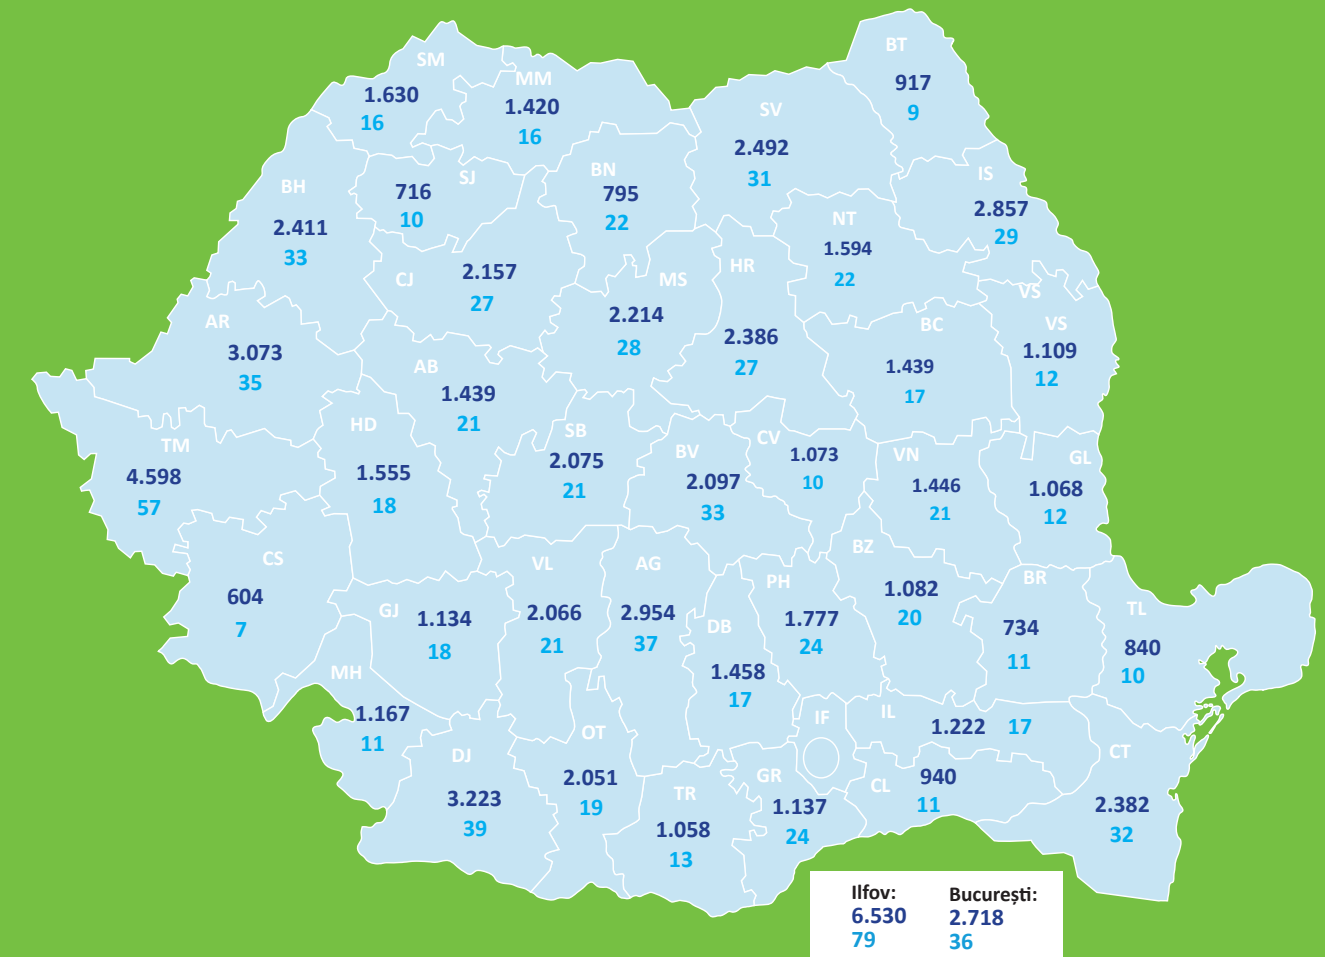 BT
917
9
SM
1.630
16
MM
1.420
16
SV
2.492
31
BH
2.411
33
SJ
716
10
BN
795
22
IS
2.857
29
NT
1.594
22
CJ
2.157
27
MS
2.214
28
HR
2.386
27
VS
VS
1.109
12
AR
3.073
35
BC
1.439
17
AB
1.439
21
HD
1.555
18
TM
4.598
57
SB
2.075
21
BV
2.097
33
CV
1.073
10
VN
1.446
21
GL
1.068
12
CS
604
7
GJ
1.134
18
VL
2.066
21
AG
2.954
37
DB
1.458
17
PH
1.777
24
BZ
1.082
20
BR
734
11
TL
840
10
MH
1.167
11
DJ
3.223
39
OT
2.051
19
TR
1.058
13
GR
1.137
24
IF
IL
1.222 17
CL
940
11
CT
2.382
32
Ilfov: București:
6.530 2.718
79 36